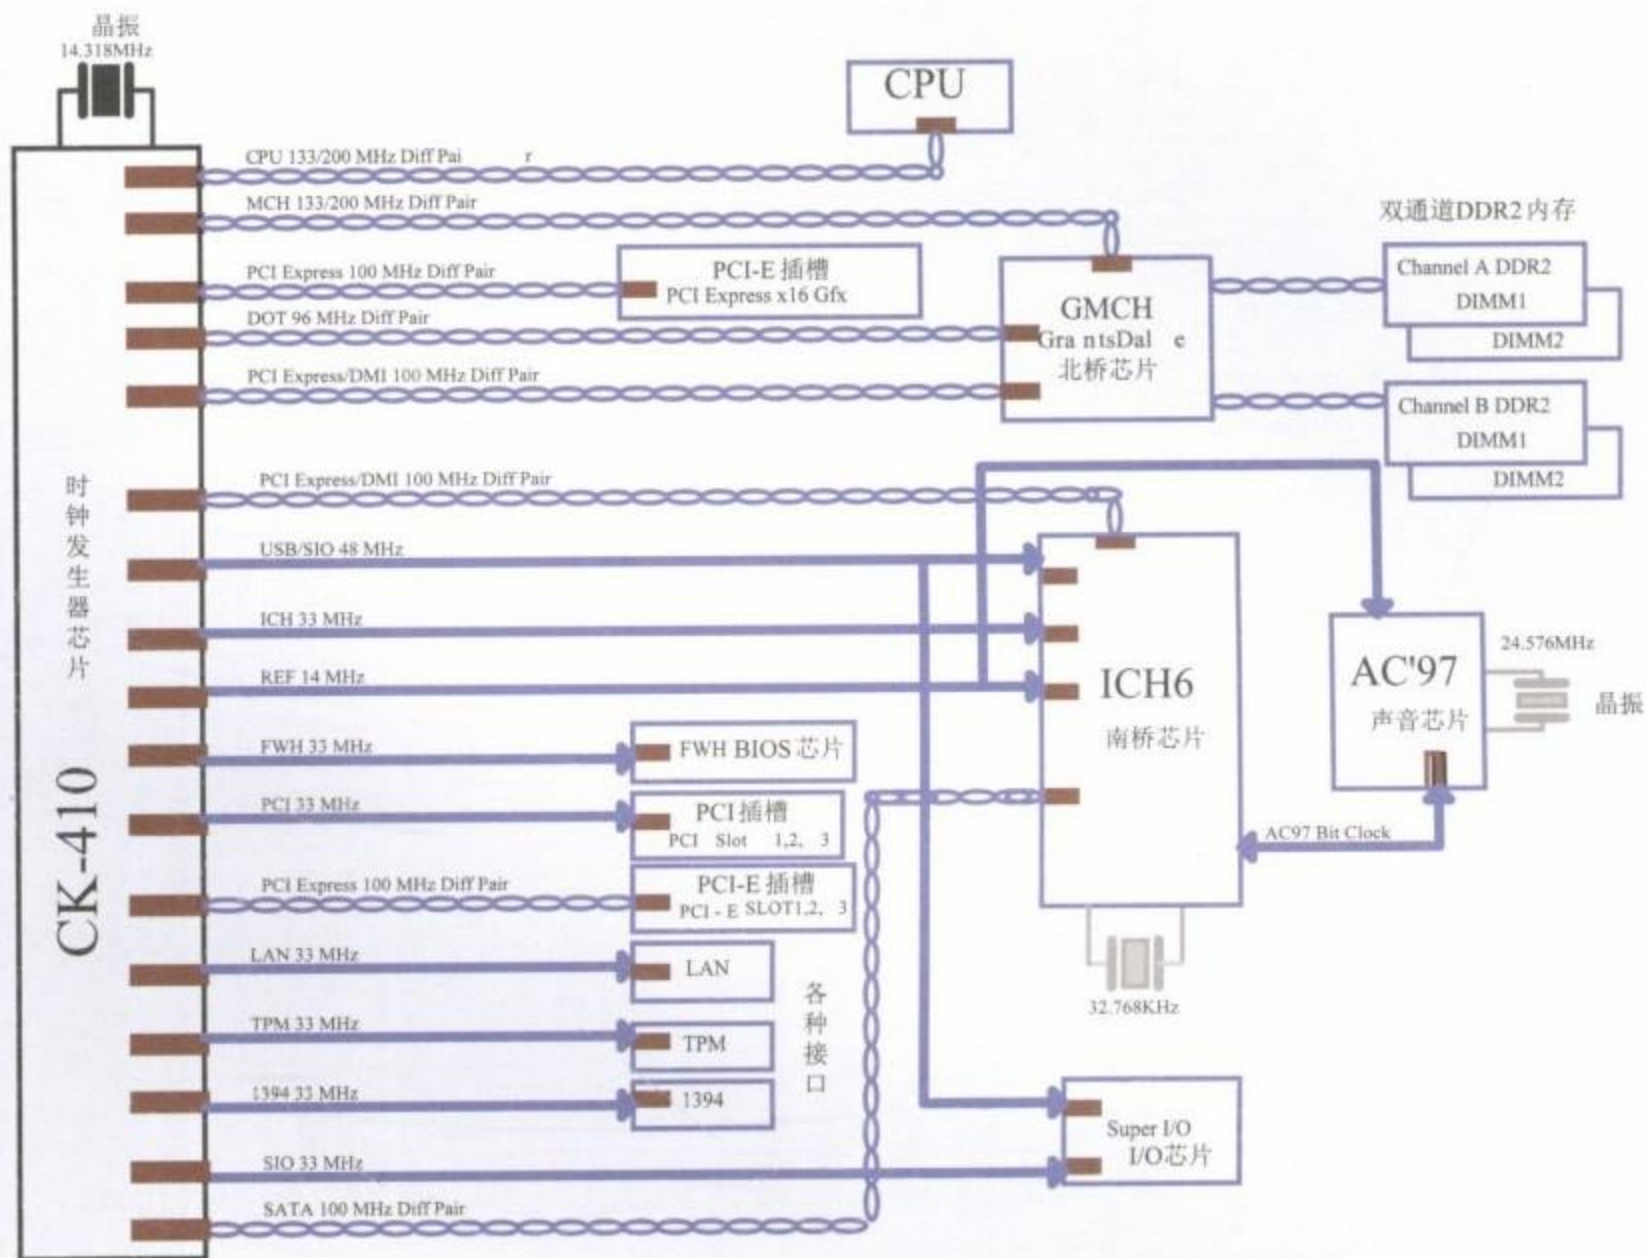 晶振
14.318MHz
时钟发生器芯片
CK-410
CPU 133/200 MHz Diff Pai r
CPU
MCH 133/200 MHz Diff Pair
PCI Express 100 MHz Diff Pair
PCI-E 插槽
PCI Express x16 Gfx
DOT 96 MHz Diff Pair
PCI Express/DMI 100 MHz Diff Pair
GMCH
Gra ntsDal e
北桥芯片
双通道DDR2 内存
Channel A DDR2
DIMM1
DIMM2
Channel B DDR2
DIMM1
DIMM2
PCI Express/DMI 100 MHz Diff Pair
USB/SIO 48 MHz
ICH 33 MHz
REF 14 MHz
ICH6
南桥芯片
AC'97
声音芯片
24.576MHz
晶振
AC97 Bit Clock
32.768KHz
FWH 33 MHz
FWH BIOS 芯片
PCI 33 MHz
PCI 插槽
PCI Slot 1,2, 3
PCI Express 100 MHz Diff Pair
PCI-E 插槽
PCI - E SLOT1,2, 3
LAN 33 MHz
LAN
TPM 33 MHz
TPM
1394 33 MHz
1394
各种接口
SIO 33 MHz
Super I/O
I/O芯片
SATA 100 MHz Diff Pair